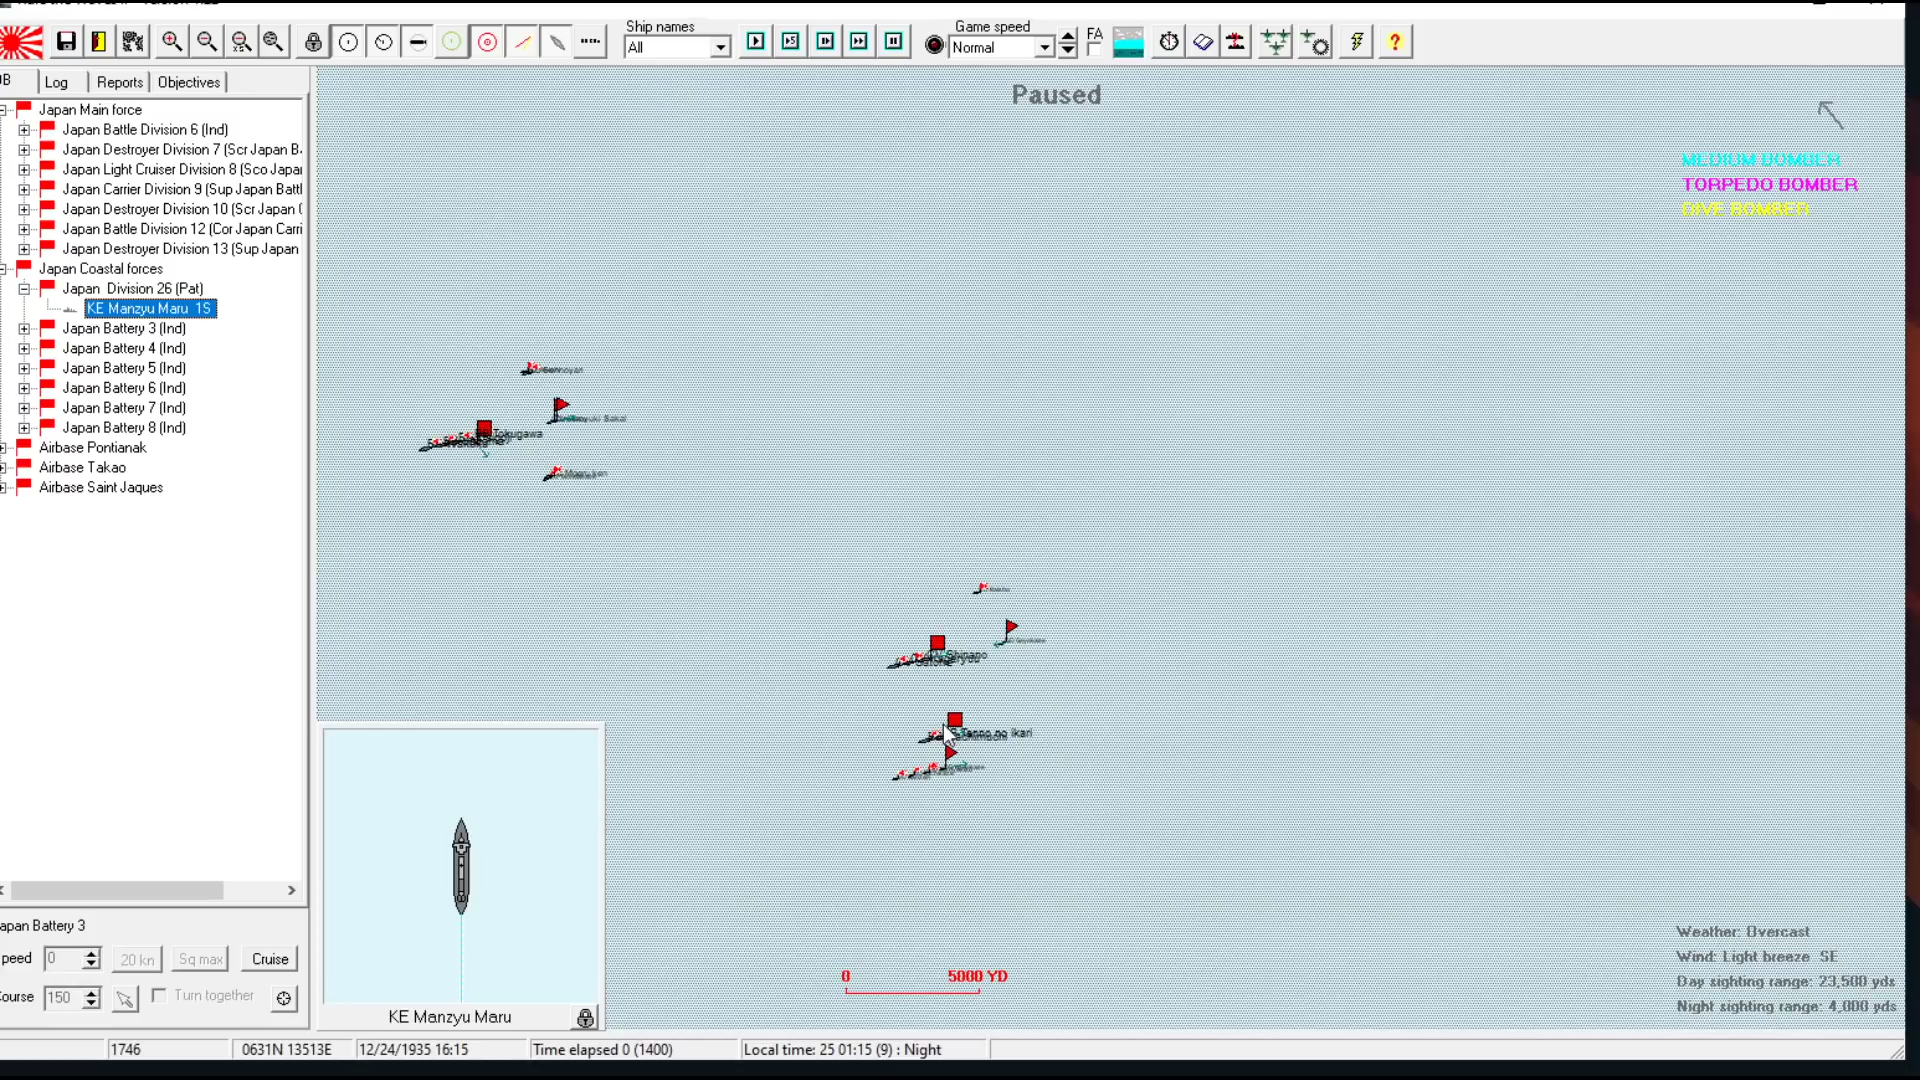 Ship names
Game speed
All
Normal
FA
Log
Reports
Objectives
Paused
Japan Main force
Japan Battle Division 6 (Ind)
Japan Destroyer Division 7 (Scr Japan B
Japan Light Cruiser Division 8 (Sco Japan
Japan Carrier Division 9 (Sup Japan Battl
Japan Destroyer Division 10 (Scr Japan C
Japan Battle Division 12 (Cor Japan Carri
Japan Destroyer Division 13 (Sup Japan
Japan Coastal forces
Japan Division 26 (Pat)
KE Manzyu Maru 1S
Japan Battery 3 (Ind)
Japan Battery 4 (Ind)
Japan Battery 5 (Ind)
Japan Battery 6 (Ind)
Japan Battery 7 (Ind)
Japan Battery 8 (Ind)
Airbase Pontianak
Airbase Takao
Airbase Saint Jaques
MEDIUM BOMBER
TORPEDO BOMBER
DIVE BOMBER
Tokugawa
Shinano
Tenno no ikari
apan Battery 3
peed 0 20 kn Sq max Cruise
ourse 150 Turn together
KE Manzyu Maru
0 5000 YD
Weather: Overcast
Wind: Light breeze SE
Day sighting range: 23,500 yds
Night sighting range: 4,000 yds
1746
0631N 13513E
12/24/1935 16:15
Time elapsed 0 (1400)
Local time: 25 01:15 (9) : Night